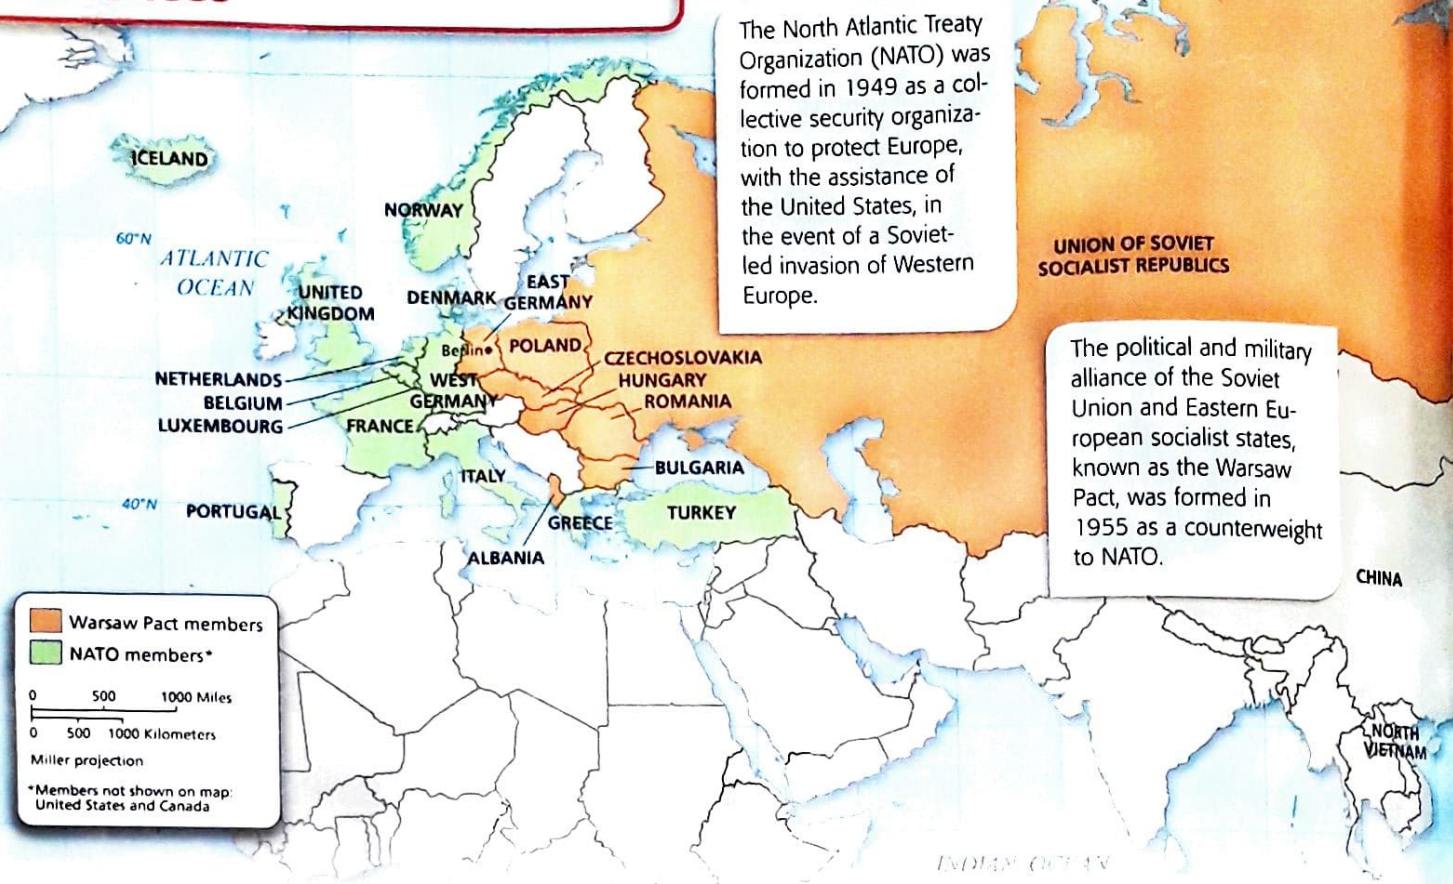 The North Atlantic Treaty
Organization (NATO) was
formed in 1949 as a col-
lective security organiza-
tion to protect Europe,
with the assistance of
the United States, in
the event of a Soviet-
led invasion of Western
Europe.
ICELAND
NORWAY
60°N
ATLANTIC
OCEAN
UNION OF SOVIET
SOCIALIST REPUBLICS
UNITED
KINGDOM
DENMARK
EAST
GERMANY
Berlin
POLAND
The political and military
alliance of the Soviet
Union and Eastern Eu-
ropean socialist states,
known as the Warsaw
Pact, was formed in
1955 as a counterweight
to NATO.
CZECHOSLOVAKIA
HUNGARY
ROMANIA
NETHERLANDS
BELGIUM
LUXEMBOURG
WEST
GERMANY
FRANCE
BULGARIA
ITALY
40°N
PORTUGAL
GREECE
TURKEY
ALBANIA
CHINA
Warsaw Pact members
NATO members*
0 500 1000 Miles
0 500 1000 Kilometers
Miller projection
*Members not shown on map:
United States and Canada
NORTH
VIETNAM
INDIAN OCEAN